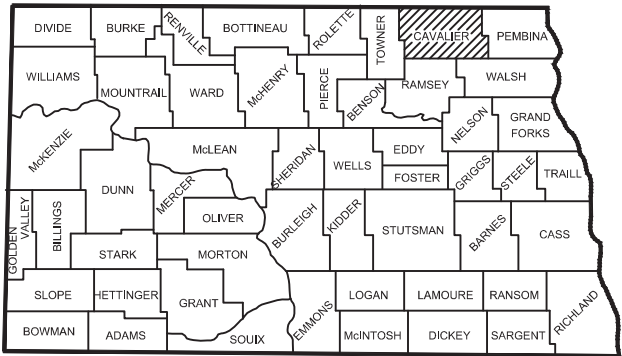 DIVIDE
BURKE
RENVILLE
BOTTINEAU
ROLETTE
TOWNER
CAVALIER
PEMBINA
WILLIAMS
MOUNTRAIL
WARD
McHENRY
PIERCE
BENSON
RAMSEY
WALSH
McKENZIE
McLEAN
SHERIDAN
WELLS
EDDY
FOSTER
NELSON
GRAND
FORKS
DUNN
MERCER
OLIVER
GRIGGS
STEELE
TRAILL
GOLDEN
VALLEY
BILLINGS
STARK
MORTON
BURLEIGH
KIDDER
STUTSMAN
BARNES
CASS
SLOPE
HETTINGER
GRANT
EMMONS
LOGAN
LAMOURE
RANSOM
RICHLAND
BOWMAN
ADAMS
SOUIX
McINTOSH
DICKEY
SARGENT